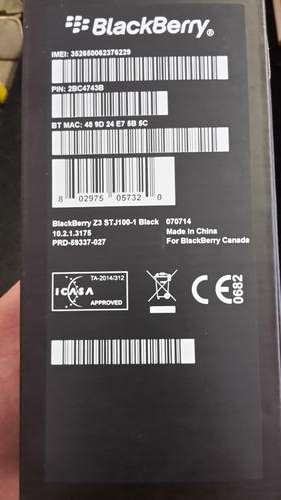 BlackBerry®
IMEI: 352650062376229
PIN: 2BC4743B
BT MAC: 48 9D 24 E7 5B 5C
8 02975 05732 0
BlackBerry Z3 STJ100-1 Black 070714
10.2.1.3175 Made in China
PRD-59337-027 For BlackBerry Canada
TA-2014/312
ICASA
APPROVED
CE 0682